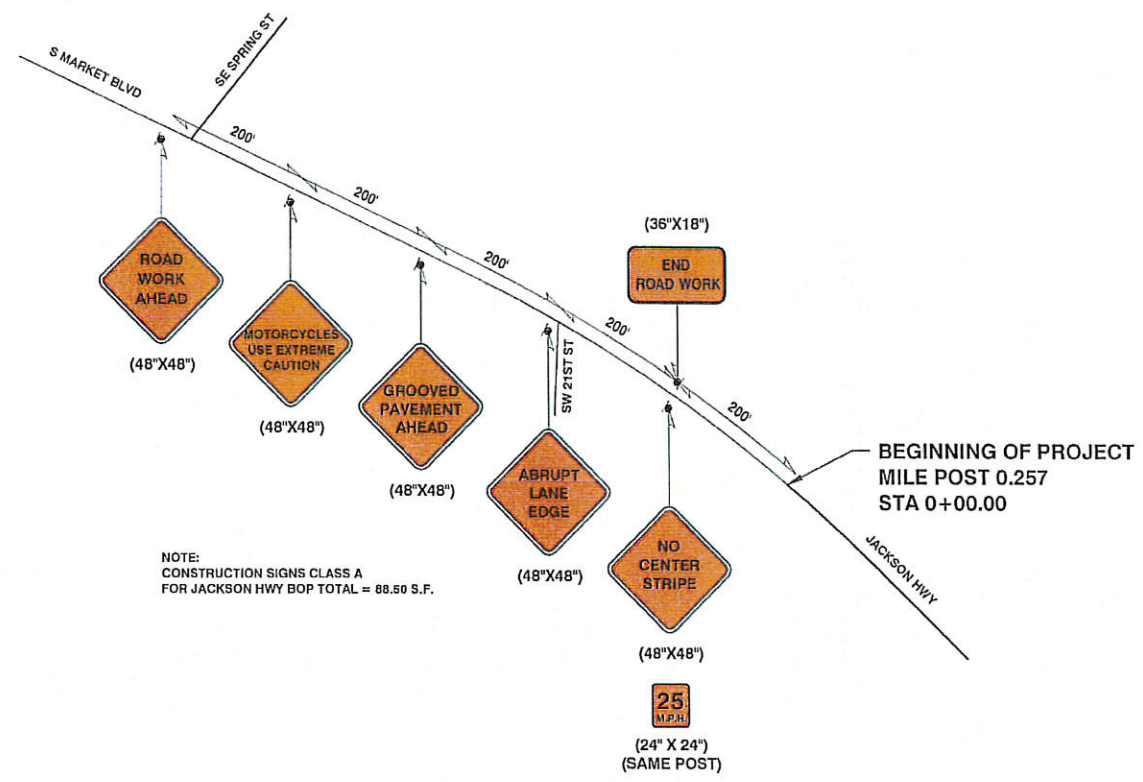 S MARKET BLVD
SE SPRING ST
200'
200'
200'
200'
200'
ROAD
WORK
AHEAD
(48"X48")
MOTORCYCLES
USE EXTREME
CAUTION
(48"X48")
GROOVED
PAVEMENT
AHEAD
(48"X48")
ABRUPT
LANE
EDGE
(48"X48")
SW 21ST ST
(36"X18")
END
ROAD WORK
NO
CENTER
STRIPE
(48"X48")
25
M.P.H.
(24" X 24")
(SAME POST)
BEGINNING OF PROJECT
MILE POST 0.257
STA 0+00.00
JACKSON HWY
NOTE:
CONSTRUCTION SIGNS CLASS A
FOR JACKSON HWY BOP TOTAL = 88.50 S.F.